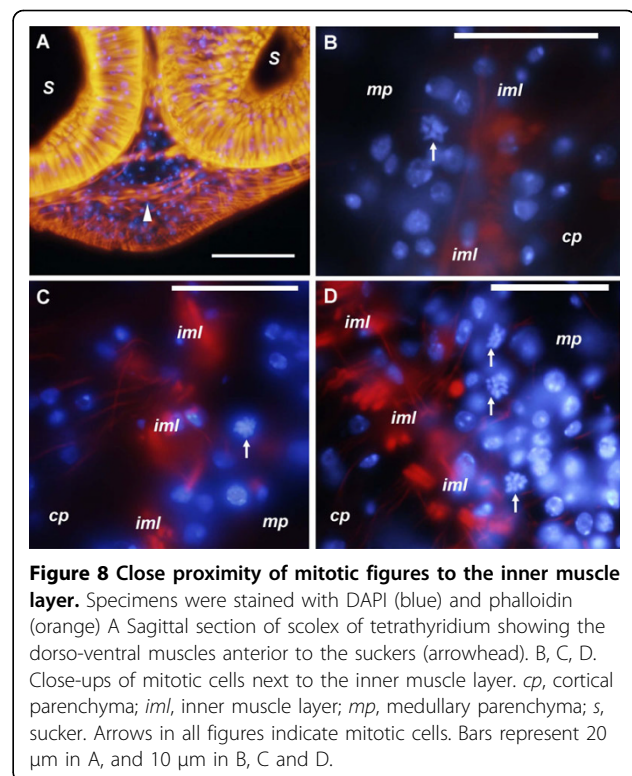 A
S
S
B
mp
iml
iml
cp
C
iml
iml
cp
iml
mp
D
iml
mp
iml
iml
cp
Figure 8 Close proximity of mitotic figures to the inner muscle
layer. Specimens were stained with DAPI (blue) and phalloidin
(orange) A Sagittal section of scolex of tetrathyridium showing the
dorso-ventral muscles anterior to the suckers (arrowhead). B, C, D.
Close-ups of mitotic cells next to the inner muscle layer. cp, cortical
parenchyma; iml, inner muscle layer; mp, medullary parenchyma; s,
sucker. Arrows in all figures indicate mitotic cells. Bars represent 20
μm in A, and 10 μm in B, C and D.